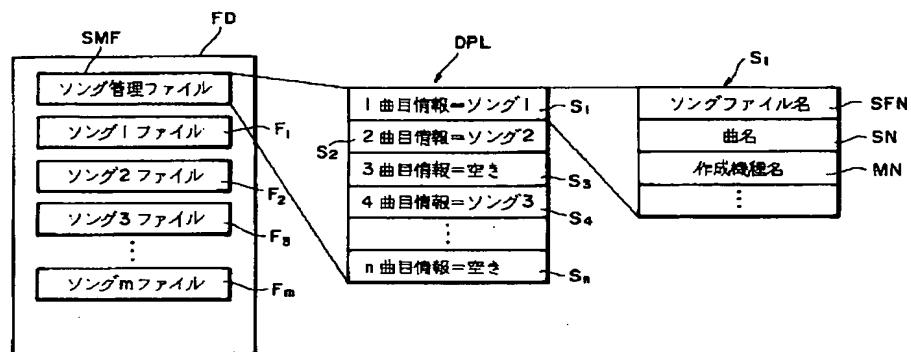 FD
SMF
ソング管理ファイル
ソング1ファイル
F1
ソング2ファイル
F2
ソング3ファイル
F3
⋮
ソングmファイル
Fm
DPL
1曲目情報=ソング1
S1
2曲目情報=ソング2
S2
3曲目情報=空き
S3
4曲目情報=ソング3
S4
⋮
n曲目情報=空き
Sn
S1
ソングファイル名
SFN
曲名
SN
作成機種名
MN
⋮